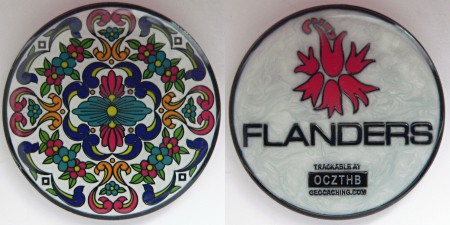 FLANDERS
TRACKABLE AT
OCZTHB
GEOCACHING.COM